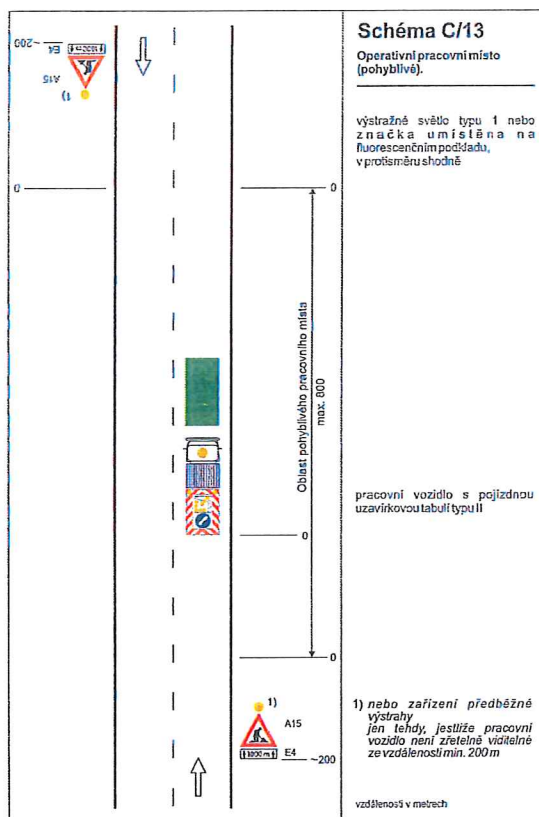 Schéma C/13
Operativní pracovní místo
(pohyblivé).
výstražné světlo typu 1 nebo
značka umístěna na
fluorescenčním podkladu,
v protisměru shodně
~200
E4
A15
1)
0
0
Oblast pohyblivého pracovního místa
max. 800
pracovní vozidlo s pojízdnou
uzavírkovou tabulí typu II
0
0
1)
A15
1000 m
E4
~200
1) nebo zařízení předběžné
výstrahy
jen tehdy, jestliže pracovní
vozidlo není zřetelně viditelné
ze vzdálenosti min. 200 m
vzdálenosti v metrech